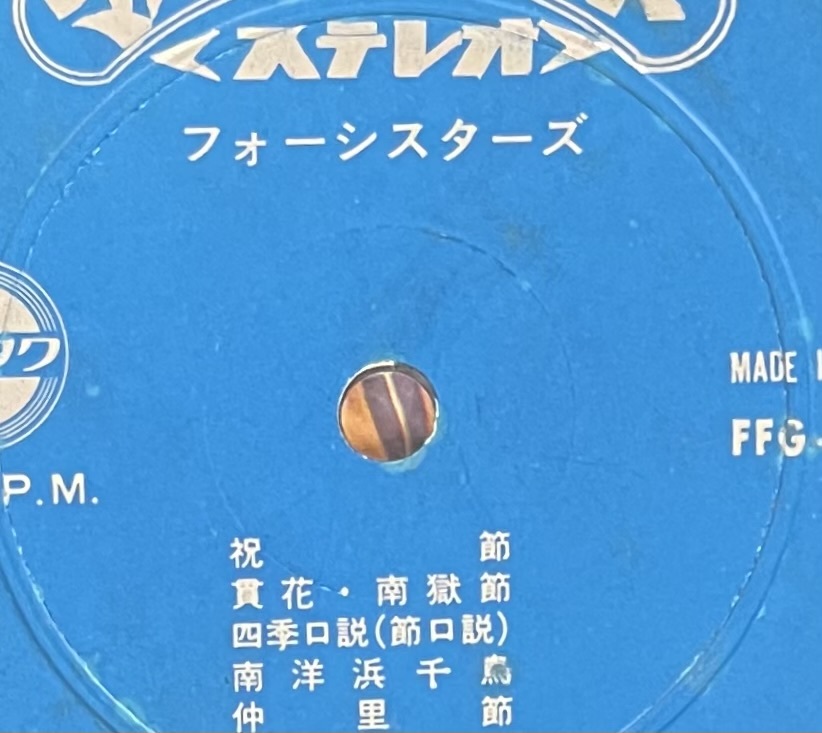 <ステレオ>
フォーシスターズ
MADE
FFG
P.M.
祝節
貫花・南獄節
四季口説(節口説)
南洋浜千鳥
仲里節